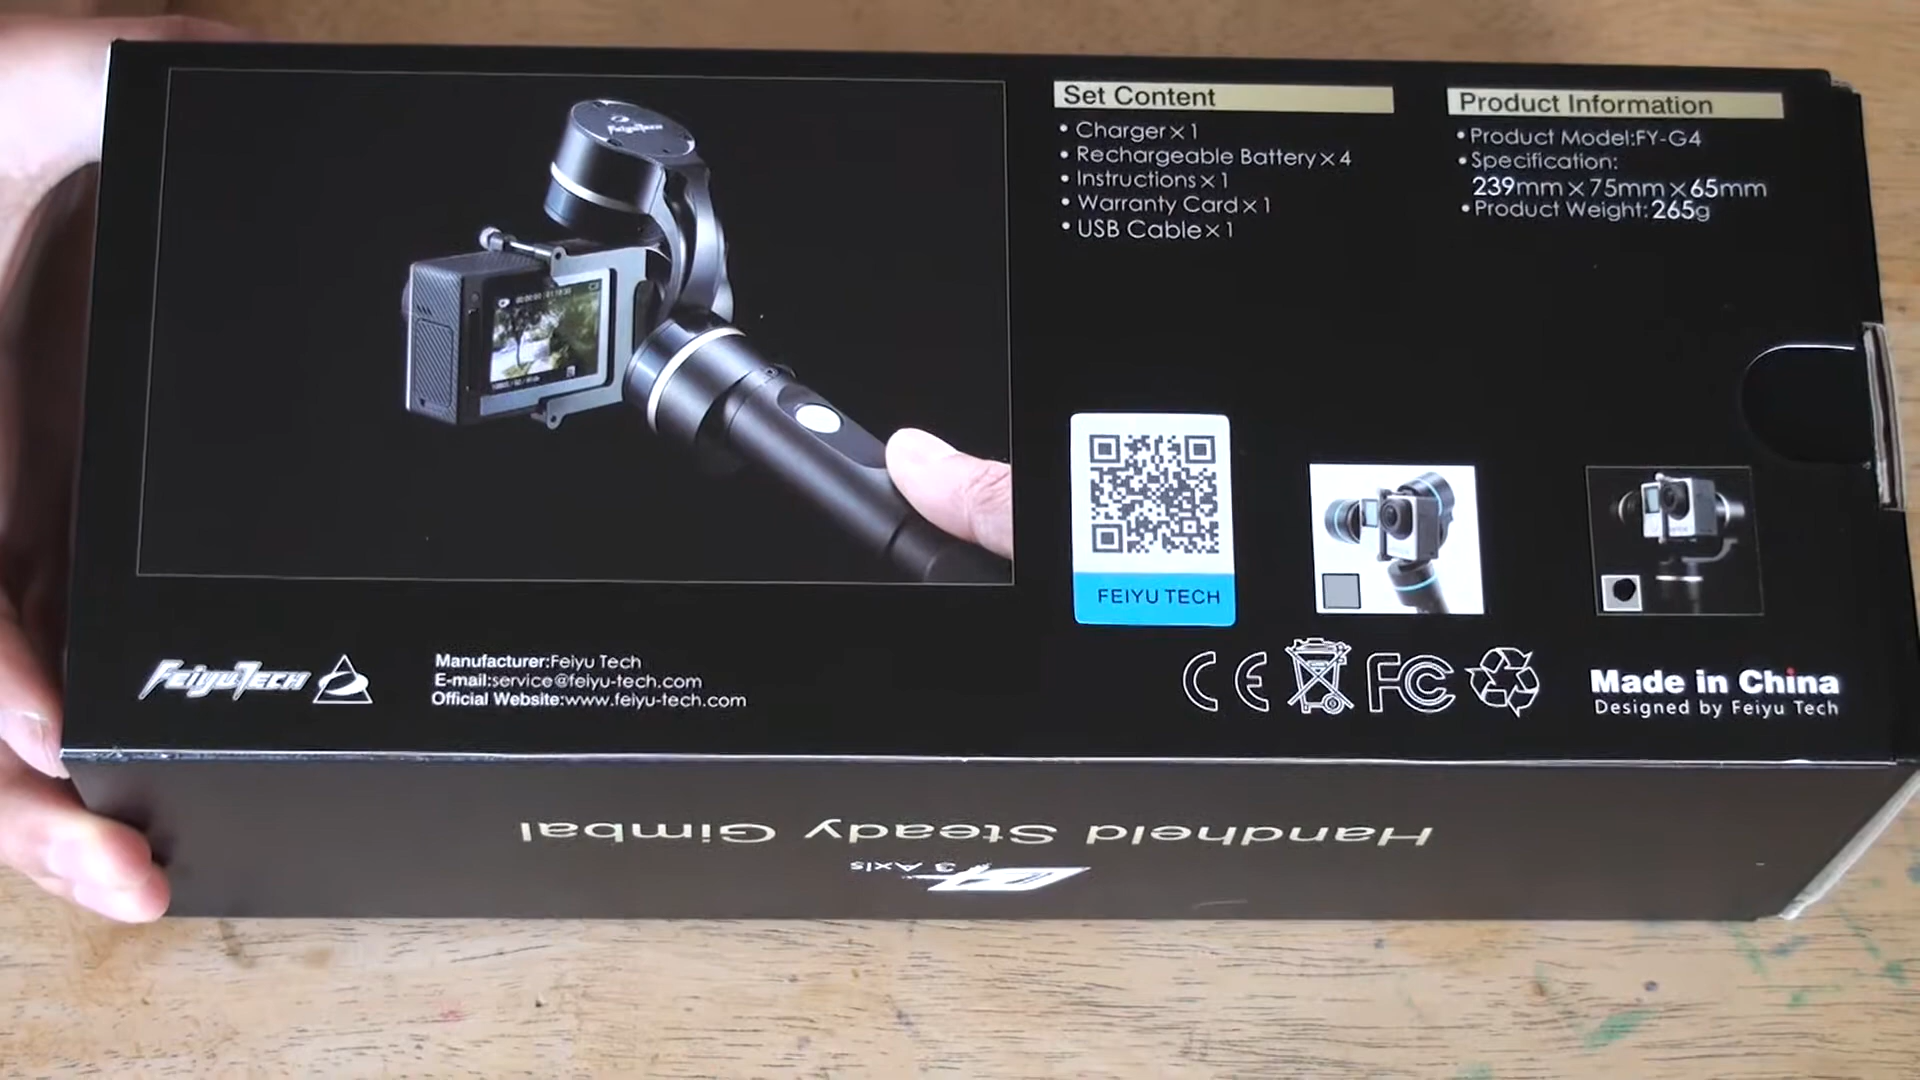 FeiyuTech
Set Content
• Charger×1
• Rechargeable Battery×4
• Instructions×1
• Warranty Card×1
• USB Cable×1
Product Information
• Product Model:FY-G4
• Specification:
239mm×75mm×65mm
• Product Weight:265g
FEIYU TECH
FeiyuTech
Manufacturer:Feiyu Tech
E-mail:service@feiyu-tech.com
Official Website:www.feiyu-tech.com
CE
FC
Made in China
Designed by Feiyu Tech
Handheld Steady Gimbal
3 Axis